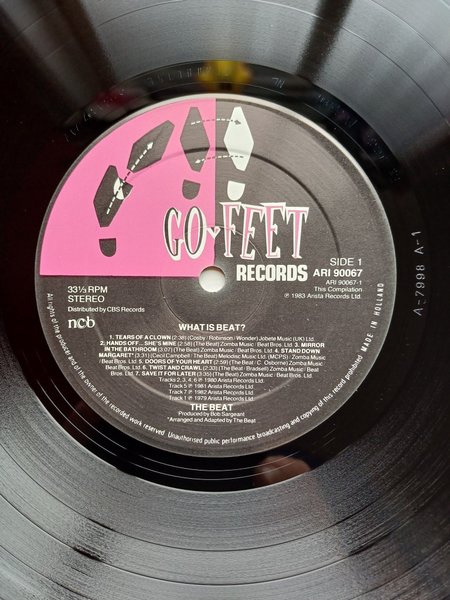 GO♥FEET
RECORDS
SIDE 1
ARI 90067
ARI 90067-1
This Compilation
℗ 1983 Arista Records Ltd.
33⅓ RPM
STEREO
Distributed by CBS Records
ncb
WHAT IS BEAT?
1. TEARS OF A CLOWN (2:38) (Cosby/Robinson/Wonder) Jobete Music (UK) Ltd.
2. HANDS OFF... SHE'S MINE (2:58) (The Beat) Zomba Music/Beat Bros. Ltd. 3. MIRROR
IN THE BATHROOM (3:07) (The Beat) Zomba Music/Beat Bros. Ltd. 4. STAND DOWN
MARGARET* (3:31) (Cecil Campbell/The Beat) Melodisc Music Ltd. (MCPS) Zomba Music/
Beat Bros. Ltd. 5. DOORS OF YOUR HEART (2:59) (The Beat/C. Osborne) Zomba Music/
Beat Bros. Ltd. 6. TWIST AND CRAWL (2:33) (The Beat/Bradsell) Zomba Music/Beat
Bros. Ltd. 7. SAVE IT FOR LATER (3:35) (The Beat) Zomba Music/Beat Bros. Ltd.
Tracks 2, 3, 4, 6 ℗ 1980 Arista Records Ltd.
Track 5 ℗ 1981 Arista Records Ltd.
Track 7 ℗ 1982 Arista Records Ltd.
Track 1 ℗ 1979 Arista Records Ltd.
THE BEAT
Produced by Bob Sargeant
*Arranged and Adapted by The Beat
All rights of the producer and of the owner of the recorded work reserved Unauthorised public performance broadcasting and copying of this record prohibited
MADE IN HOLLAND
A-1